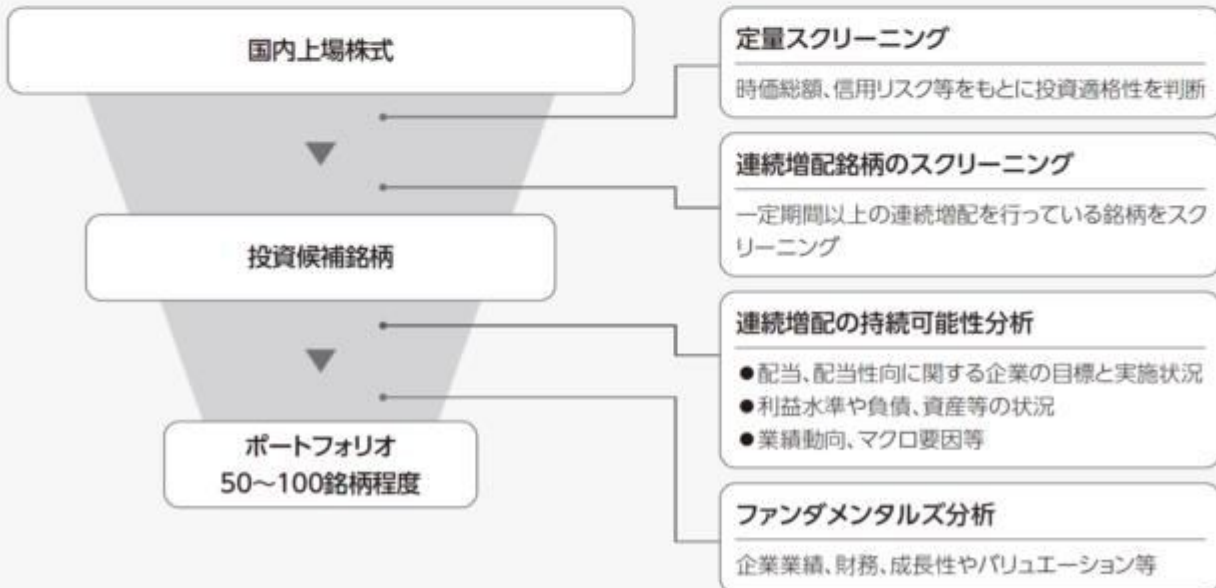 国内上場株式
定量スクリーニング
時価総額、信用リスク等をもとに投資適格性を判断
連続増配銘柄のスクリーニング
一定期間以上の連続増配を行っている銘柄をスク
リーニング
投資候補銘柄
連続増配の持続可能性分析
●配当、配当性向に関する企業の目標と実施状況
●利益水準や負債、資産等の状況
●業績動向、マクロ要因等
ポートフォリオ
50〜100銘柄程度
ファンダメンタルズ分析
企業業績、財務、成長性やバリュエーション等